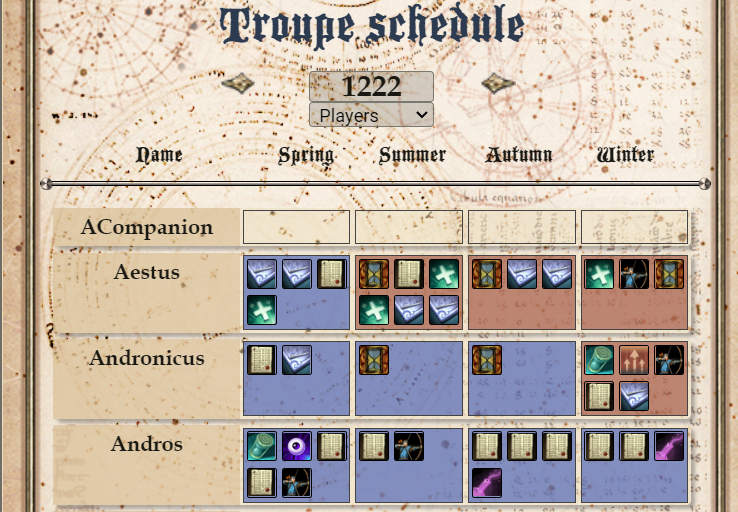 Troupe schedule
1222
Players
Name Spring Summer Autumn Winter
ACompanion
Aestus
Andronicus
Andros